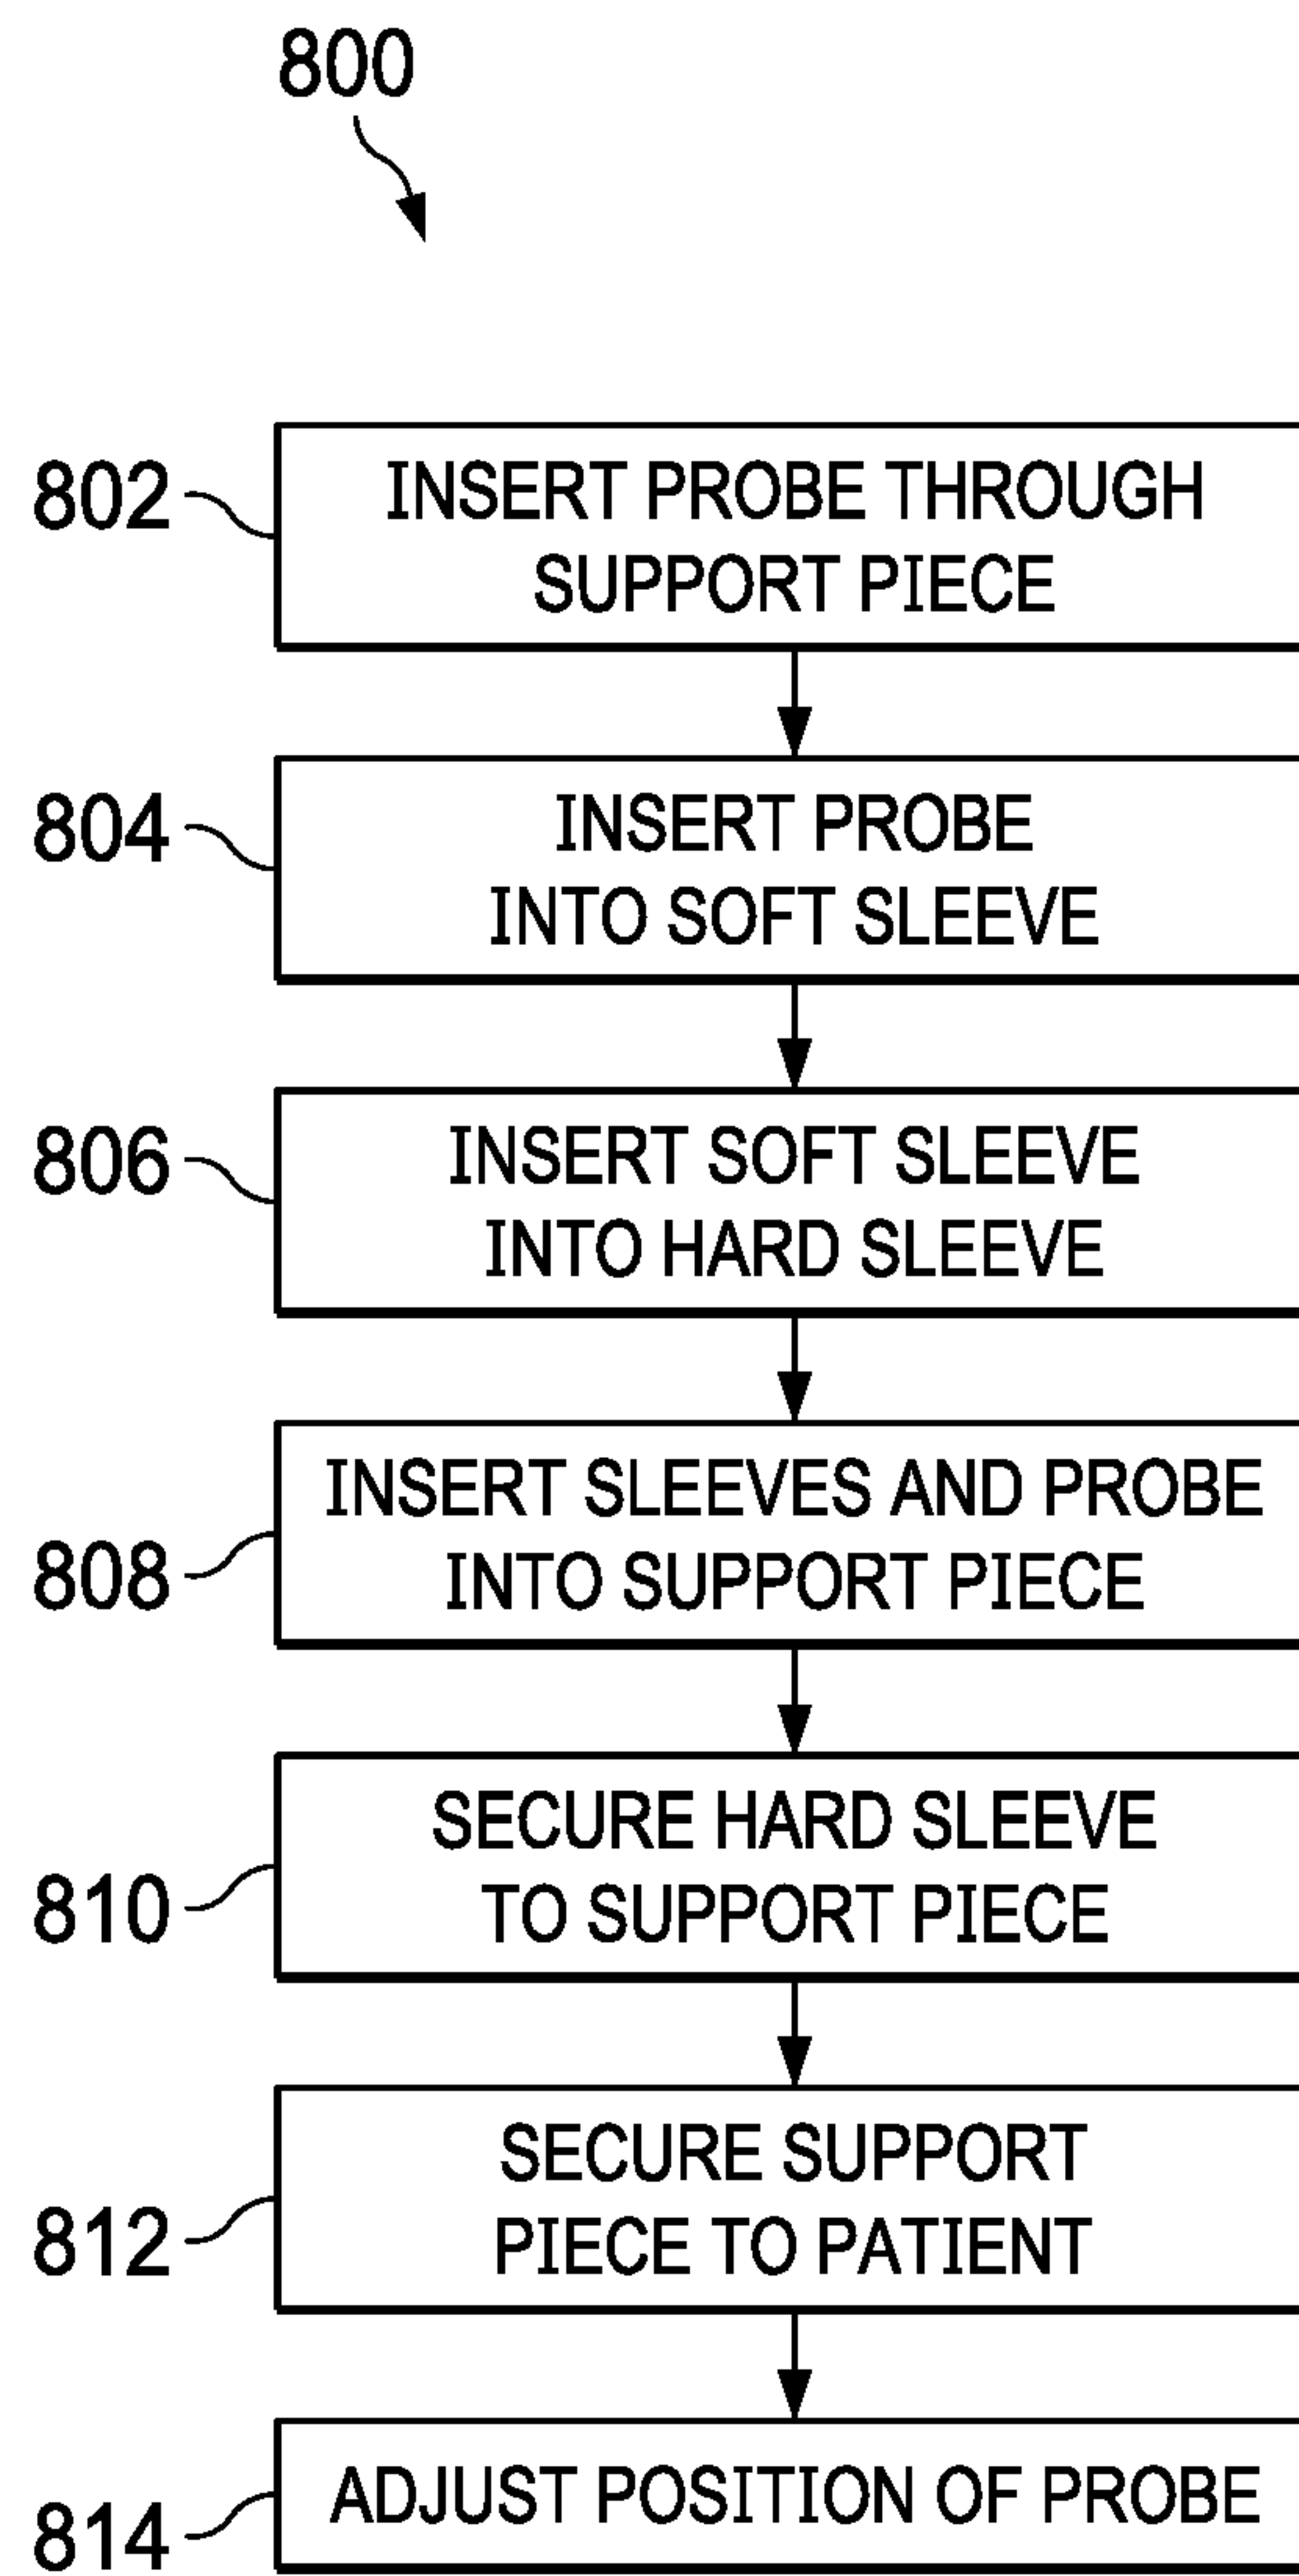 800
802
INSERT PROBE THROUGH
SUPPORT PIECE
804
INSERT PROBE
INTO SOFT SLEEVE
806
INSERT SOFT SLEEVE
INTO HARD SLEEVE
808
INSERT SLEEVES AND PROBE
INTO SUPPORT PIECE
810
SECURE HARD SLEEVE
TO SUPPORT PIECE
812
SECURE SUPPORT
PIECE TO PATIENT
814
ADJUST POSITION OF PROBE